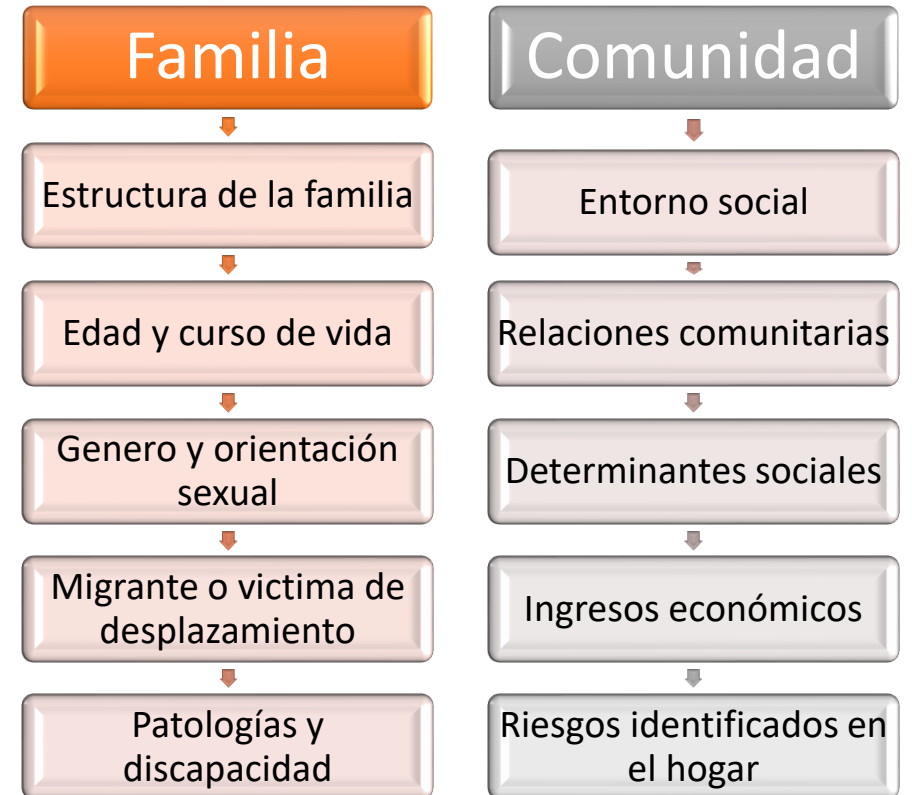 Familia
Estructura de la familia
Edad y curso de vida
Genero y orientación
sexual
Migrante o victima de
desplazamiento
Patologías y
discapacidad
Comunidad
Entorno social
Relaciones comunitarias
Determinantes sociales
Ingresos económicos
Riesgos identificados en
el hogar